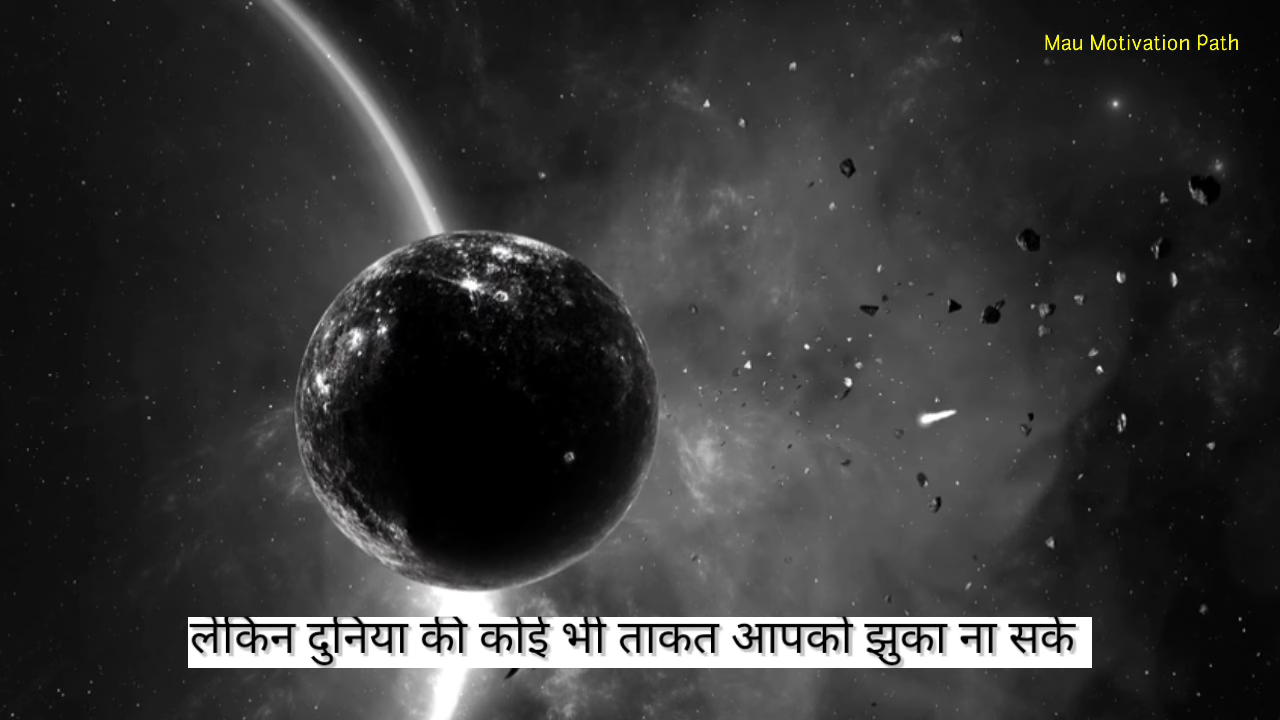 Mau Motivation Path
लेकिन दुनिया की कोई भी ताकत आपको झुका ना सके